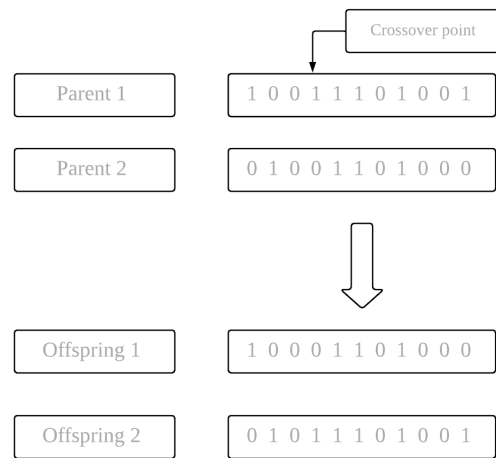 Crossover point
Parent 1
1 0 0 1 1 1 0 1 0 0 1
Parent 2
0 1 0 0 1 1 0 1 0 0 0
Offspring 1
1 0 0 0 1 1 0 1 0 0 0
Offspring 2
0 1 0 1 1 1 0 1 0 0 1